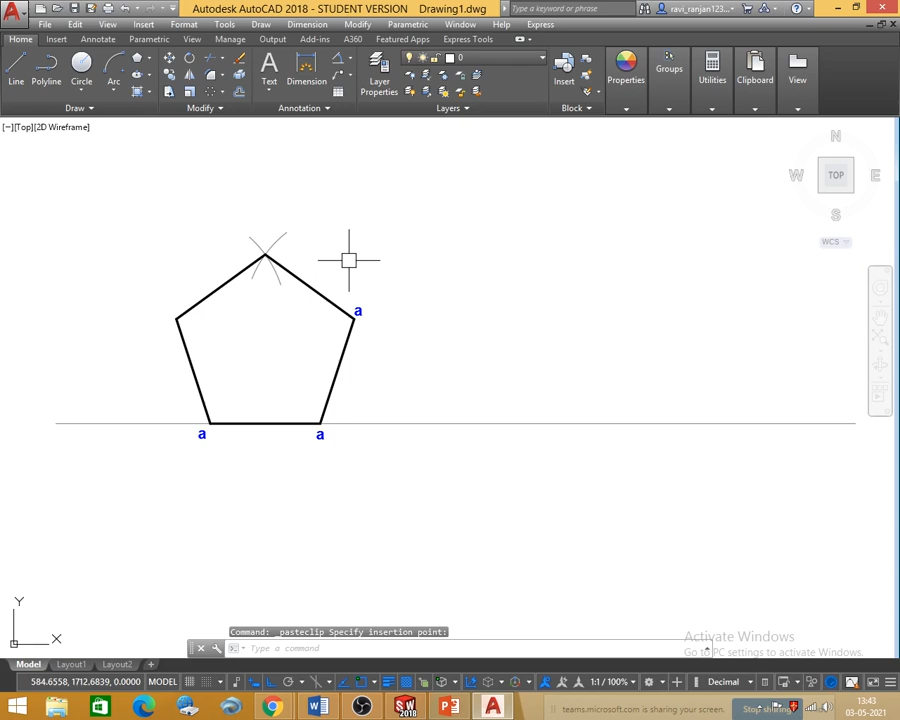 Autodesk AutoCAD 2018 - STUDENT VERSION Drawing1.dwg
Type a keyword or phrase
ravi_ranjan123...
File Edit View Insert Format Tools Draw Dimension Modify Parametric Window Help Express
Home Insert Annotate Parametric View Manage Output Add-ins A360 Featured Apps Express Tools
0
Line Polyline Circle Arc Text Dimension Layer Properties Insert Properties Groups Utilities Clipboard View
Draw Modify Annotation Layers Block
[−][Top][2D Wireframe]
N
W TOP E
S
WCS
a
a a
Y
X
Command: _pasteclip Specify insertion point:
Type a command
Activate Windows
Go to PC settings to activate Windows.
Model Layout1 Layout2 +
584.6558, 1712.6839, 0.0000 MODEL 1:1 / 100% Decimal
teams.microsoft.com is sharing your screen. Stop sharing
13:43
03-05-2021